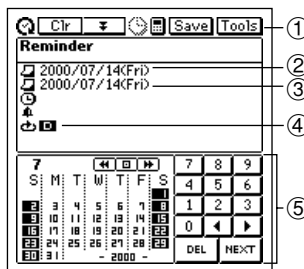 Clr Save Tools ①
Reminder
2000/07/14(Fri) ②
2000/07/14(Fri) ③
④
7 7 8 9
S M T W T F S 4 5 6
1 1 2 3 ⑤
2 3 4 5 6 7 8 0
9 10 11 12 13 14 15
16 17 18 19 20 21 22 DEL NEXT
23 24 25 26 27 28 29
30 31 - 2000 -